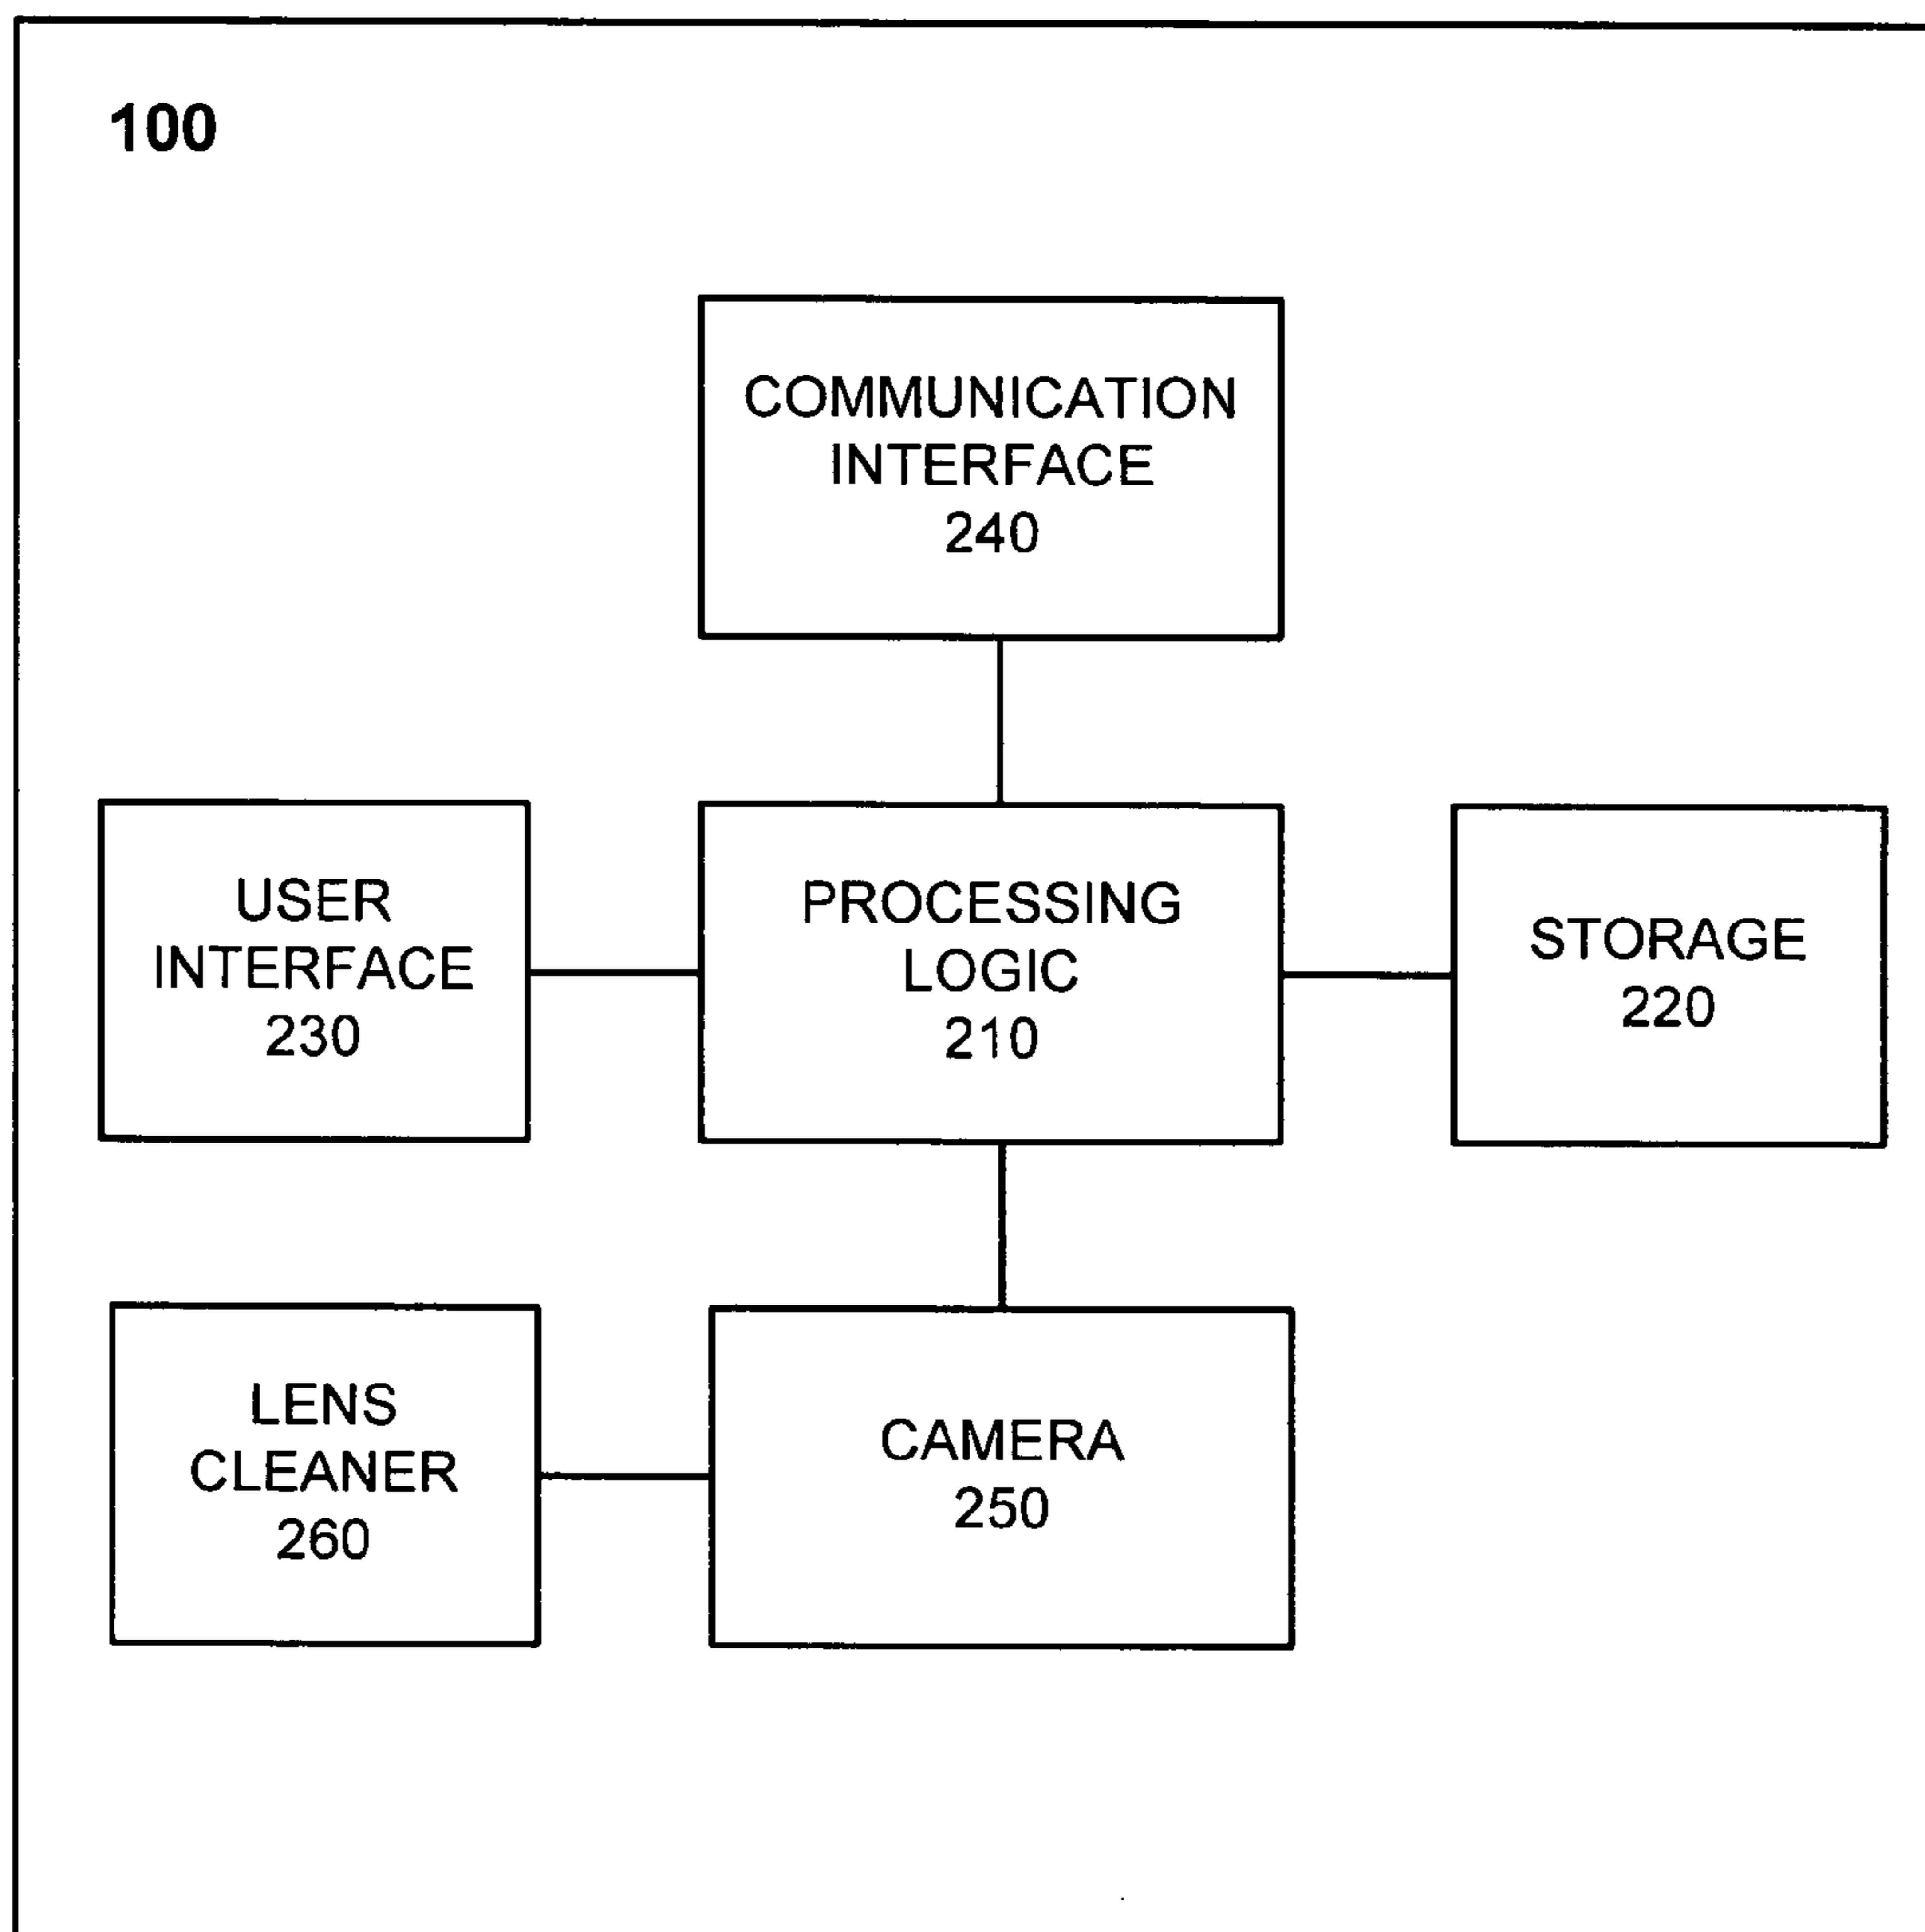 100
COMMUNICATION
INTERFACE
240
USER
INTERFACE
230
PROCESSING
LOGIC
210
STORAGE
220
LENS
CLEANER
260
CAMERA
250